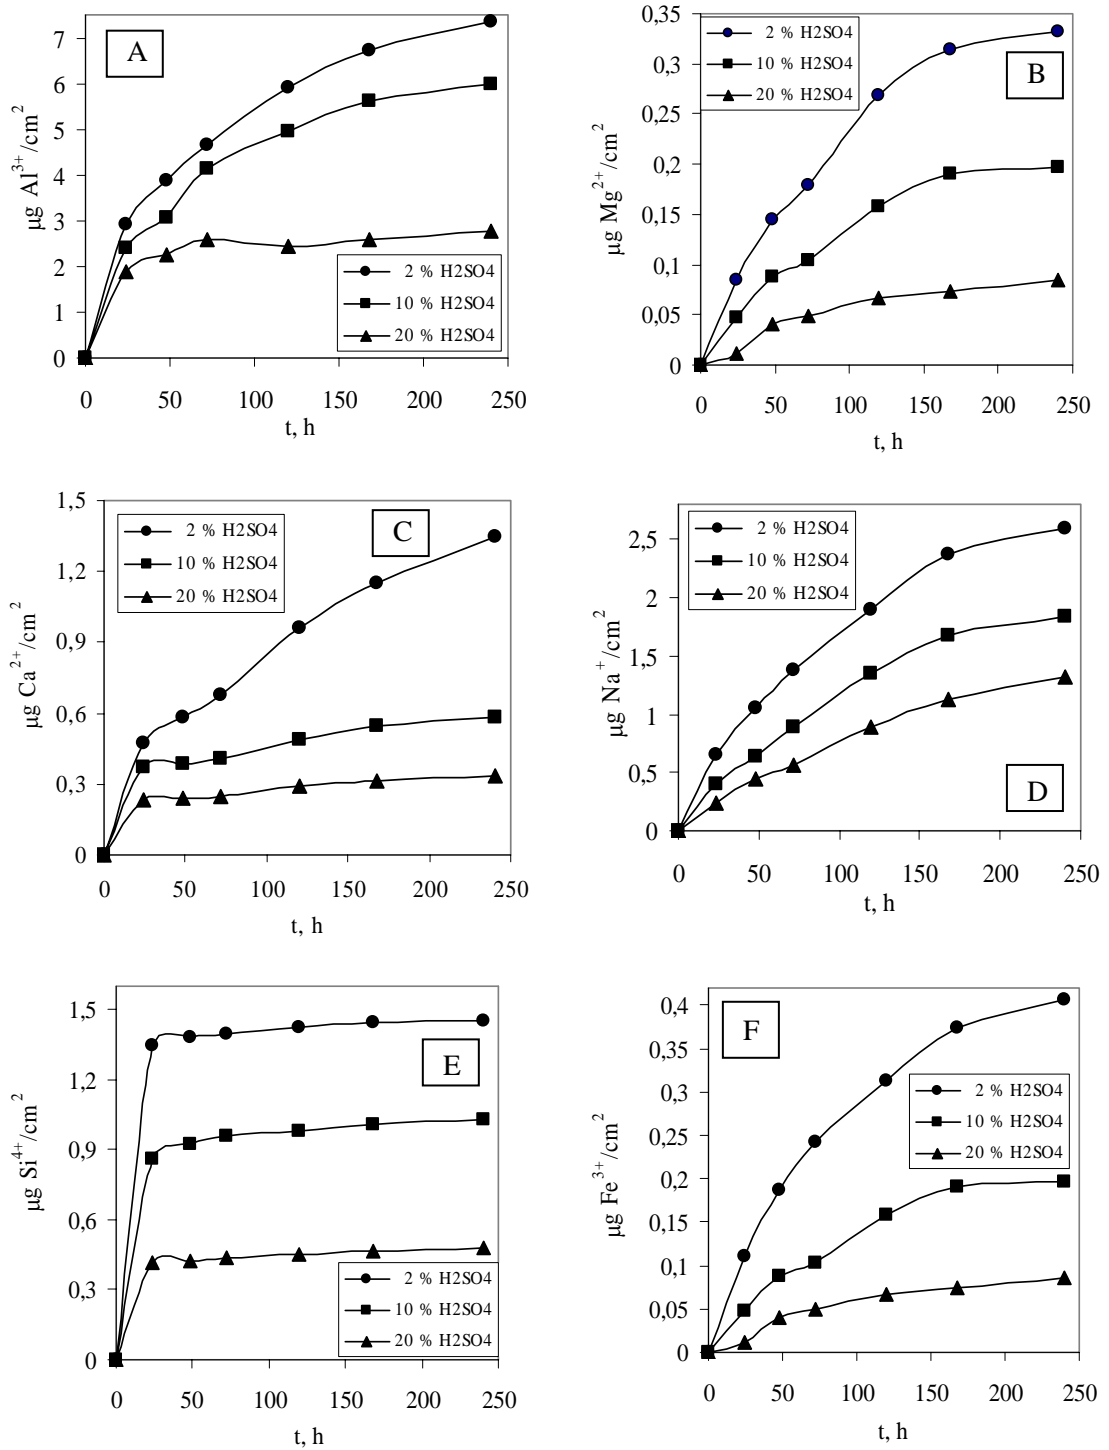 A
7
6
5
4
3
2
1
0
μg Al³⁺/cm²
2 % H2SO4
10 % H2SO4
20 % H2SO4
0 50 100 150 200 250
t, h
B
0,35
0,3
0,25
0,2
0,15
0,1
0,05
0
μg Mg²⁺/cm²
2 % H2SO4
10 % H2SO4
20 % H2SO4
0 50 100 150 200 250
t, h
C
1,5
1,2
0,9
0,6
0,3
0
μg Ca²⁺/cm²
2 % H2SO4
10 % H2SO4
20 % H2SO4
0 50 100 150 200 250
t, h
D
2,5
2
1,5
1
0,5
0
μg Na⁺/cm²
2 % H2SO4
10 % H2SO4
20 % H2SO4
0 50 100 150 200 250
t, h
E
1,5
1,2
0,9
0,6
0,3
0
μg Si⁴⁺/cm²
2 % H2SO4
10 % H2SO4
20 % H2SO4
0 50 100 150 200 250
t, h
F
0,4
0,35
0,3
0,25
0,2
0,15
0,1
0,05
0
μg Fe³⁺/cm²
2 % H2SO4
10 % H2SO4
20 % H2SO4
0 50 100 150 200 250
t, h